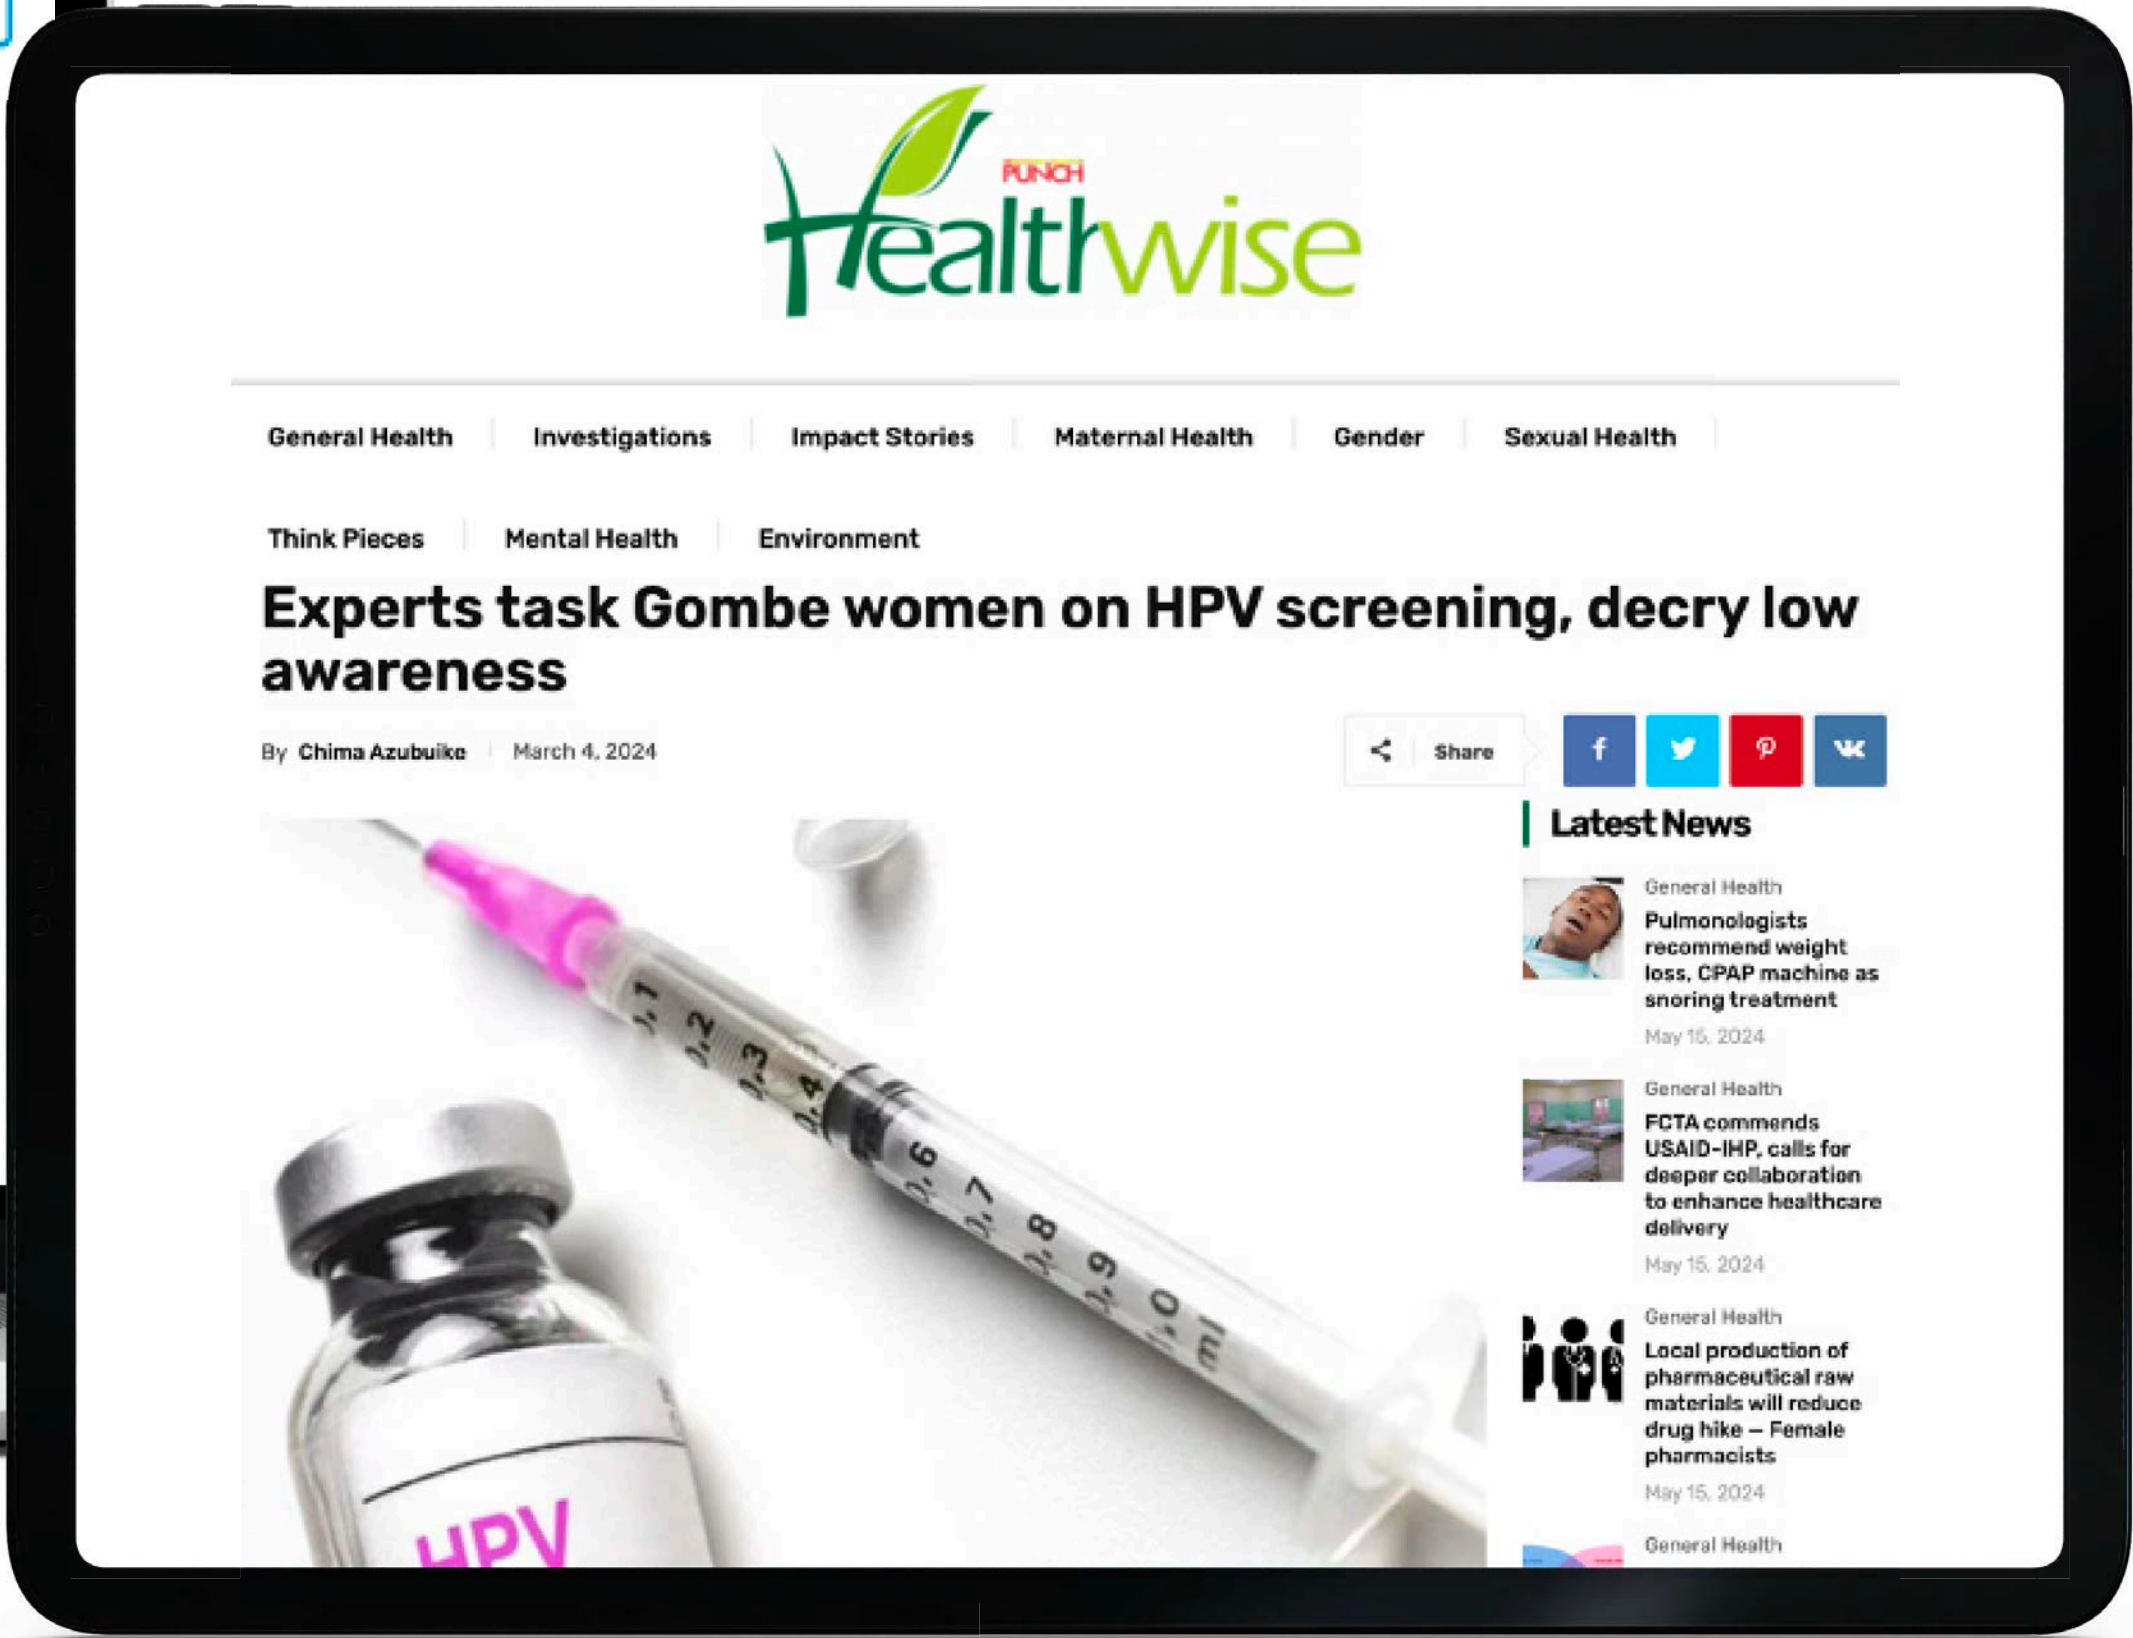 PUNCH
Healthwise
General Health
Investigations
Impact Stories
Maternal Health
Gender
Sexual Health
Think Pieces
Mental Health
Environment
Experts task Gombe women on HPV screening, decry low
awareness
By Chima Azubuike
March 4, 2024
Share
Latest News
General Health
Pulmonologists
recommend weight
loss, CPAP machine as
snoring treatment
May 15, 2024
General Health
FCTA commends
USAID-IHP, calls for
deeper collaboration
to enhance healthcare
delivery
May 15, 2024
General Health
Local production of
pharmaceutical raw
materials will reduce
drug hike – Female
pharmacists
May 15, 2024
General Health
0,1
0,2
0,3
0,4
0,6
0,7
0,8
0,9
1,0
ml
HPV